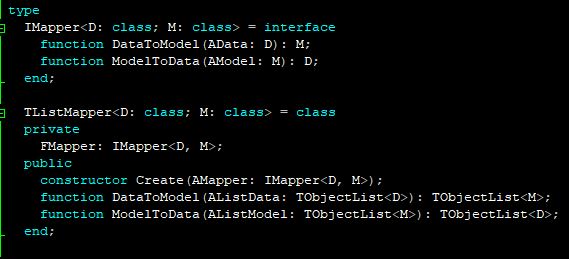 type
  IMapper<D: class; M: class> = interface
    function DataToModel(AData: D): M;
    function ModelToData(AModel: M): D;
  end;

  TListMapper<D: class; M: class> = class
  private
    FMapper: IMapper<D, M>;
  public
    constructor Create(AMapper: IMapper<D, M>);
    function DataToModel(AListData: TObjectList<D>): TObjectList<M>;
    function ModelToData(AListModel: TObjectList<M>): TObjectList<D>;
  end;